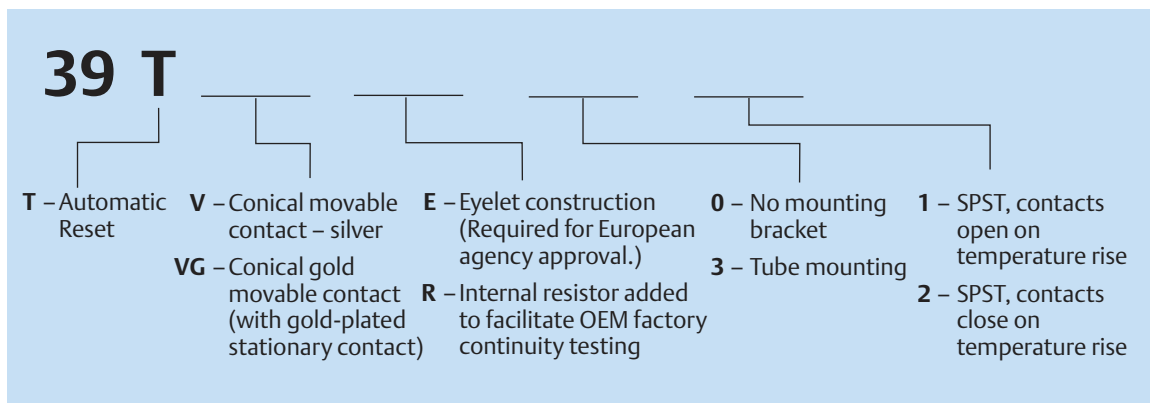 39 T
T – Automatic
Reset
V – Conical movable
contact – silver
VG – Conical gold
movable contact
(with gold-plated
stationary contact)
E – Eyelet construction
(Required for European
agency approval.)
R – Internal resistor added
to facilitate OEM factory
continuity testing
0 – No mounting
bracket
3 – Tube mounting
1 – SPST, contacts
open on
temperature rise
2 – SPST, contacts
close on
temperature rise